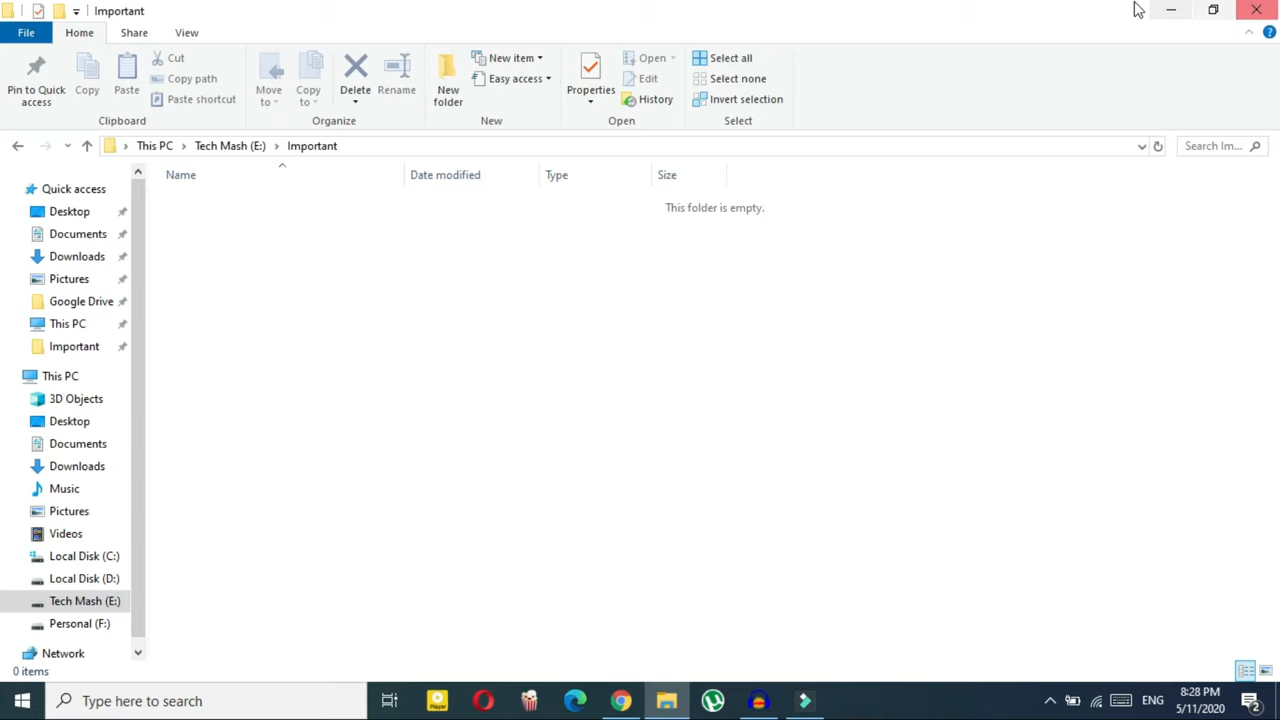 Important
File Home Share View
Pin to Quick access
Copy
Paste
Cut
Copy path
Paste shortcut
Clipboard
Move to
Copy to
Delete
Rename
Organize
New folder
New item
Easy access
New
Properties
Open
Edit
History
Open
Select all
Select none
Invert selection
Select
This PC Tech Mash (E:) Important
Search Im...
Name Date modified Type Size
This folder is empty.
Quick access
Desktop
Documents
Downloads
Pictures
Google Drive
This PC
Important
This PC
3D Objects
Desktop
Documents
Downloads
Music
Pictures
Videos
Local Disk (C:)
Local Disk (D:)
Tech Mash (E:)
Personal (F:)
Network
0 items
Type here to search
Player
ENG
8:28 PM
5/11/2020
2